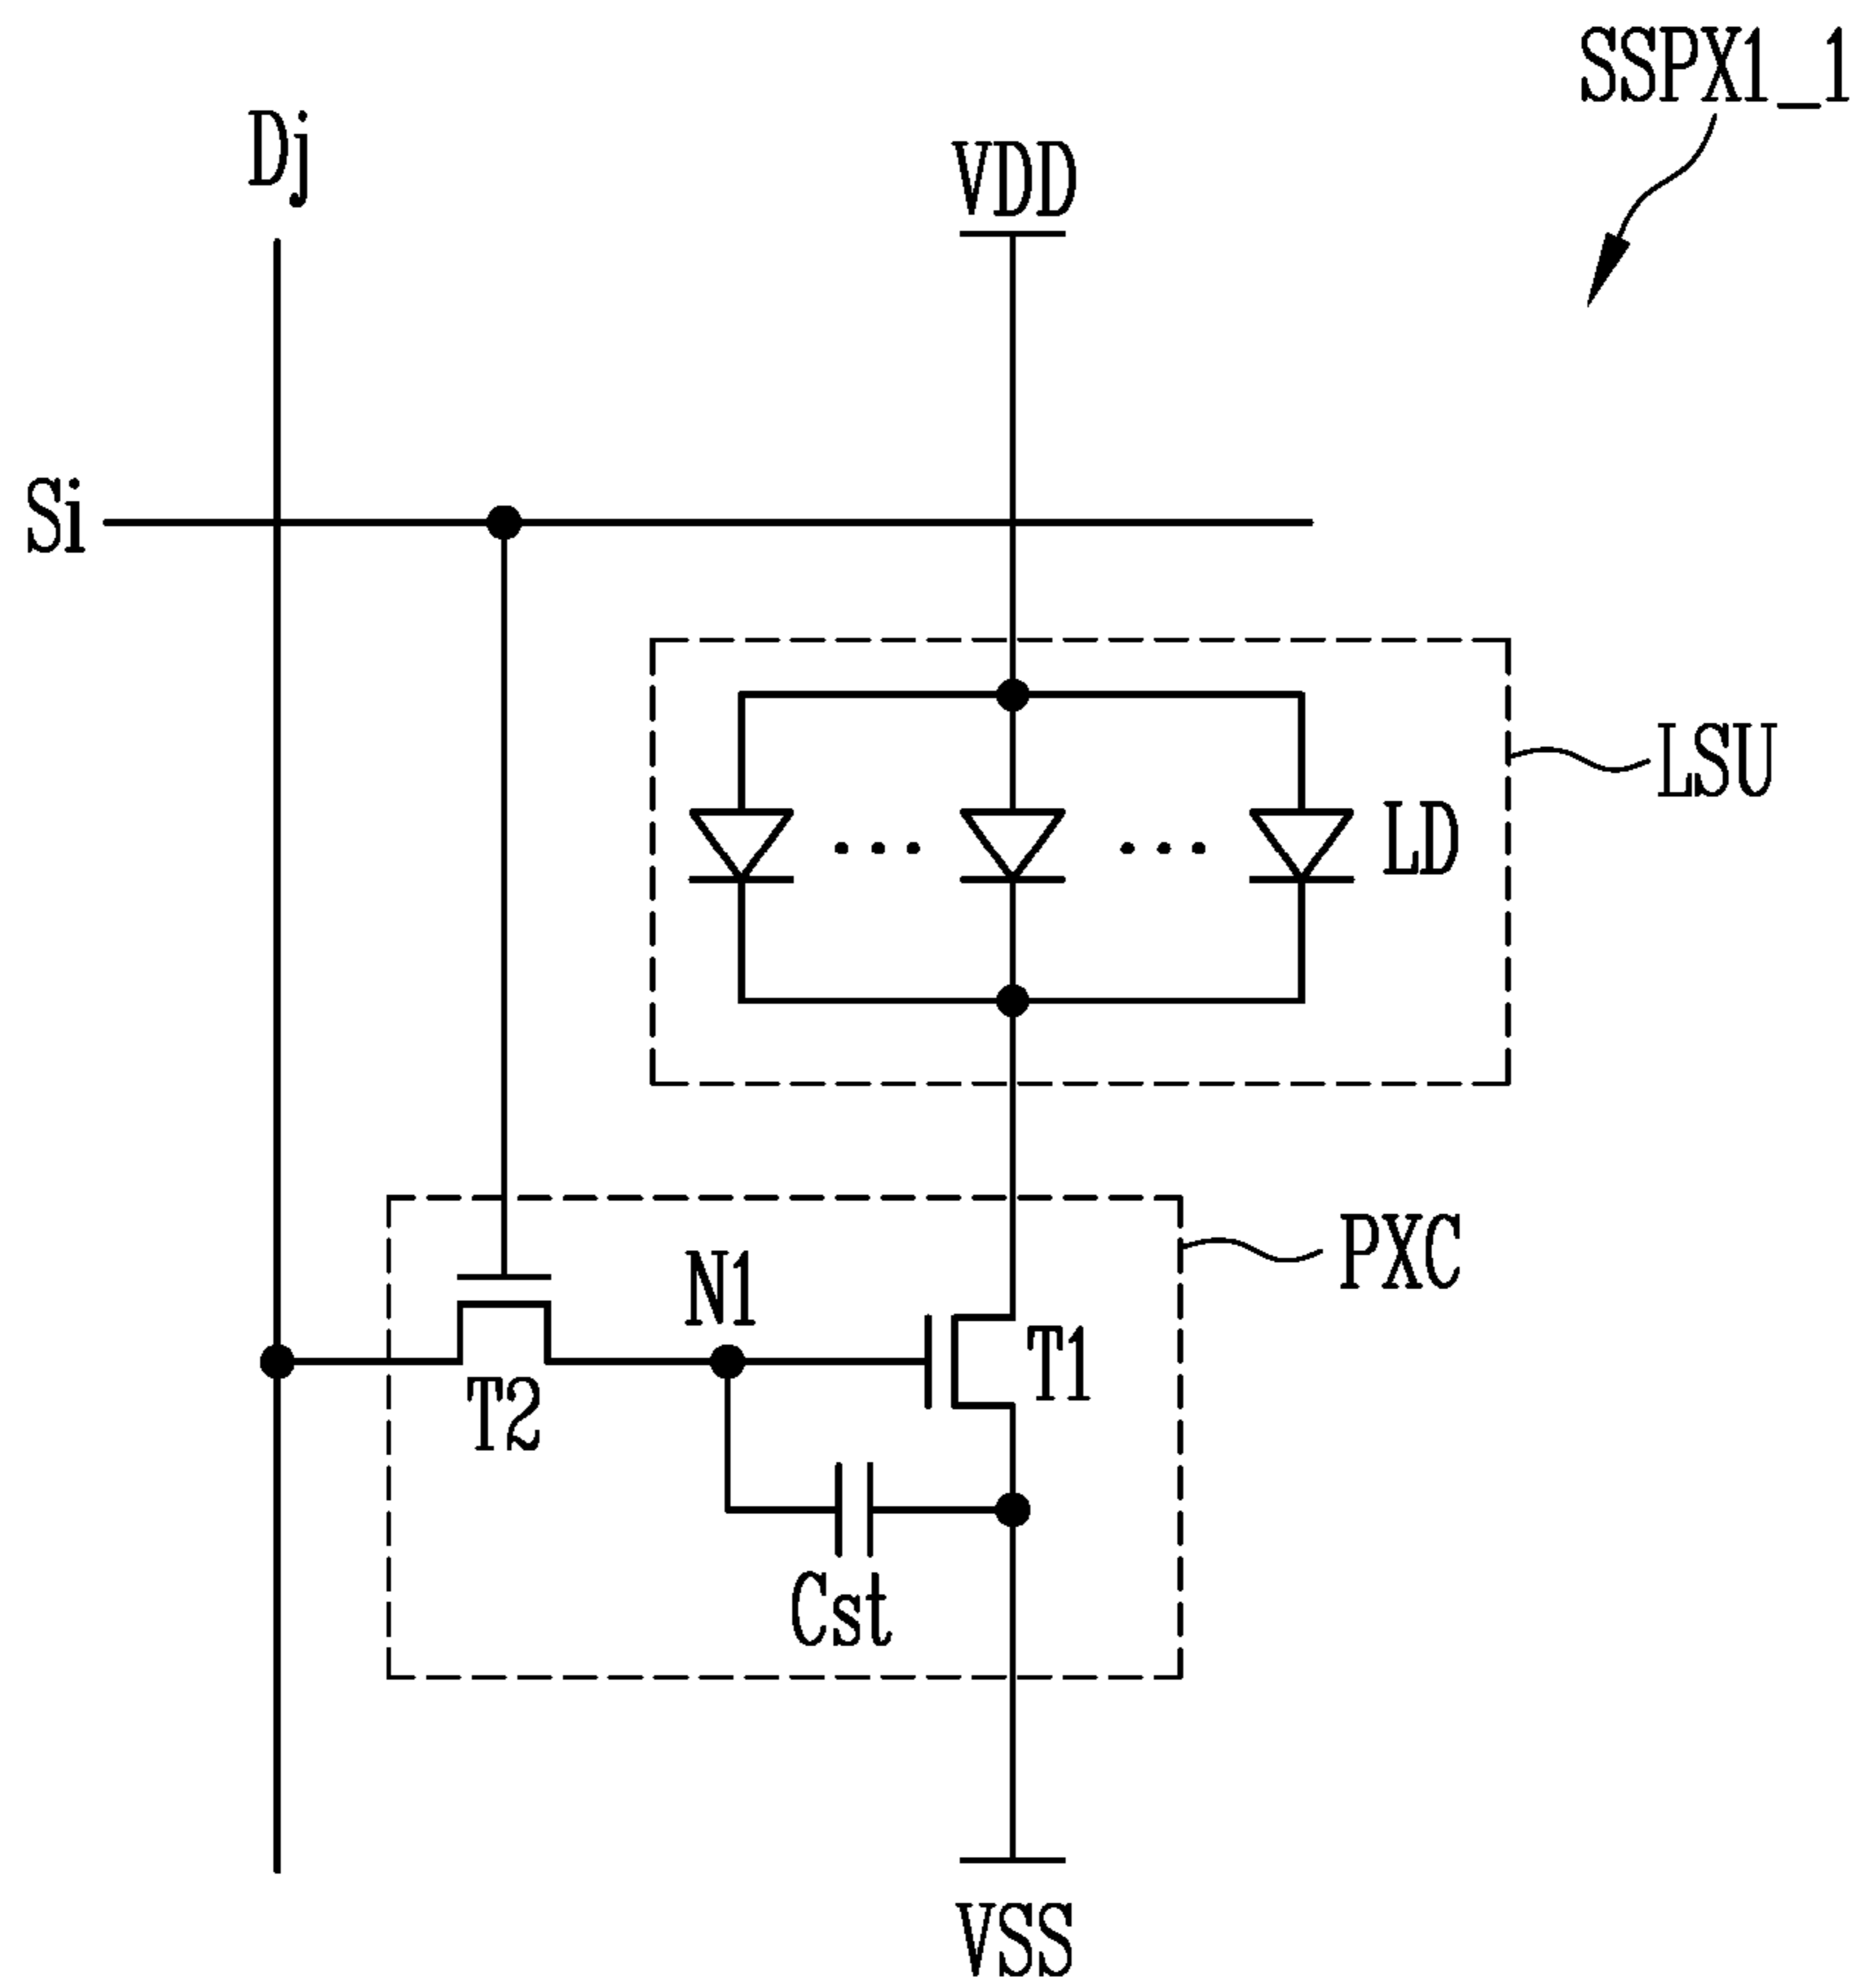 SSPX1_1
Dj
VDD
Si
LSU
LD
PXC
N1
T1
T2
Cst
VSS